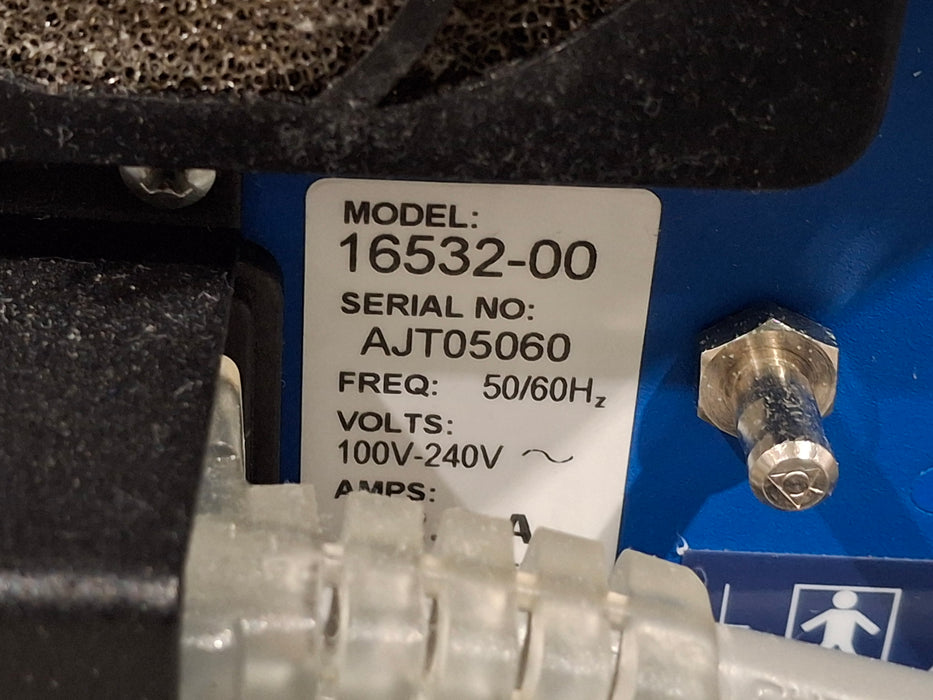 MODEL:
16532-00
SERIAL NO:
AJT05060
FREQ: 50/60Hz
VOLTS:
100V-240V ~
AMPS:
A